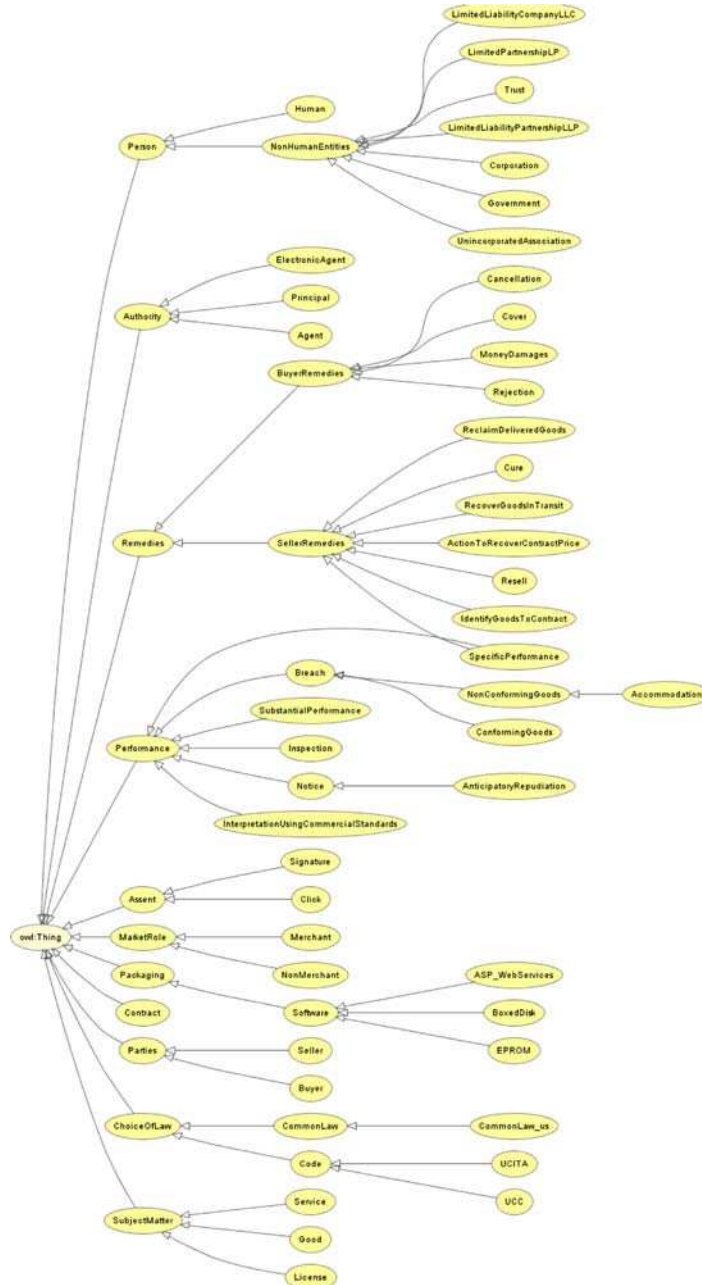 LimitedLiabilityCompanyLLC
LimitedPartnershipLP
Trust
Human
LimitedLiabilityPartnershipLLP
Person
NonHumanEntities
Corporation
Government
UnincorporatedAssociation
ElectronicAgent
Cancellation
Principal
Authority
Cover
Agent
MoneyDamages
BuyerRemedies
Rejection
ReclaimDeliveredGoods
Cure
RecoverGoodsInTransit
Remedies
SellerRemedies
ActionToRecoverContractPrice
Resell
IdentifyGoodsToContract
SpecificPerformance
Breach
NonConformingGoods
Accommodation
SubstantialPerformance
ConformingGoods
Performance
Inspection
Notice
AnticipatoryRepudiation
InterpretationUsingCommercialStandards
Signature
Assent
Click
owl:Thing
MarketRole
Merchant
Packaging
NonMerchant
ASP_WebServices
Contract
Software
BoxedDisk
Parties
Seller
EPROM
Buyer
ChoiceOfLaw
CommonLaw
CommonLaw_us
Code
UCITA
UCC
Service
SubjectMatter
Good
License